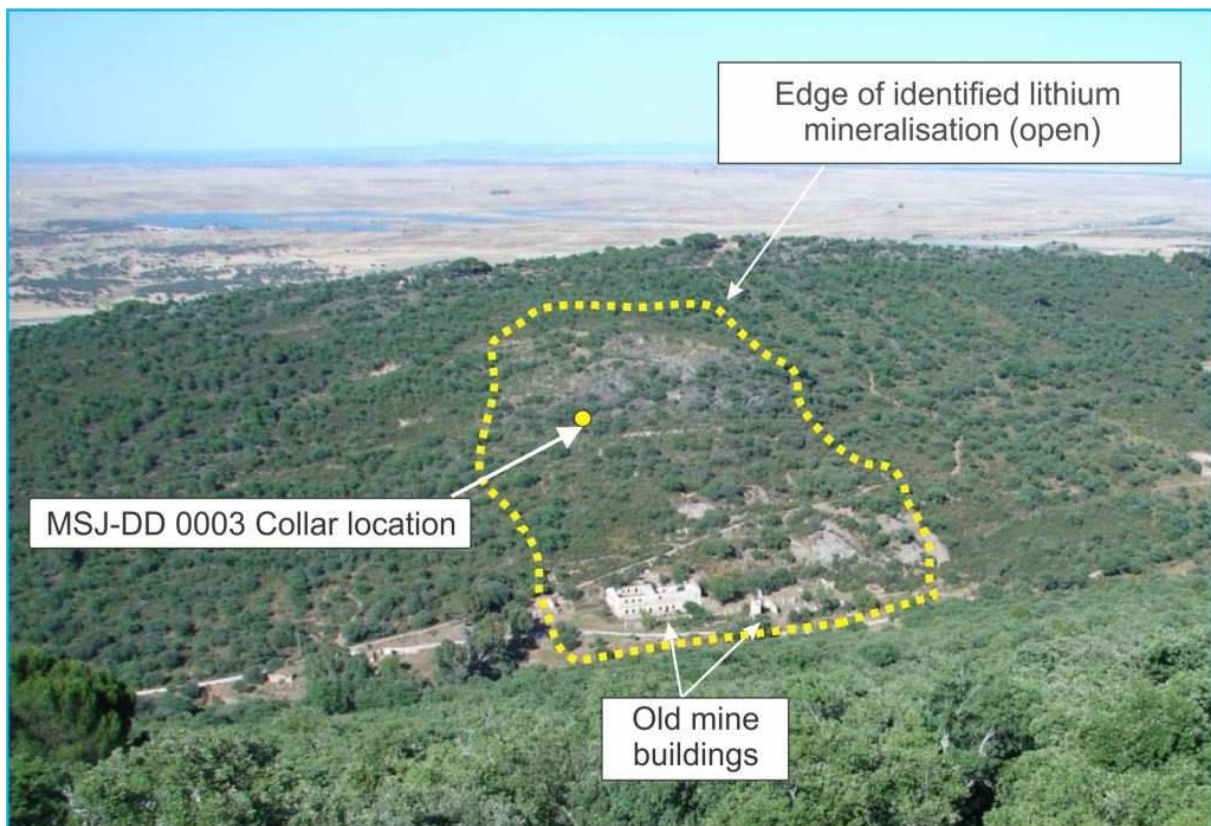 Edge of identified lithium
mineralisation (open)
MSJ-DD 0003 Collar location
Old mine
buildings